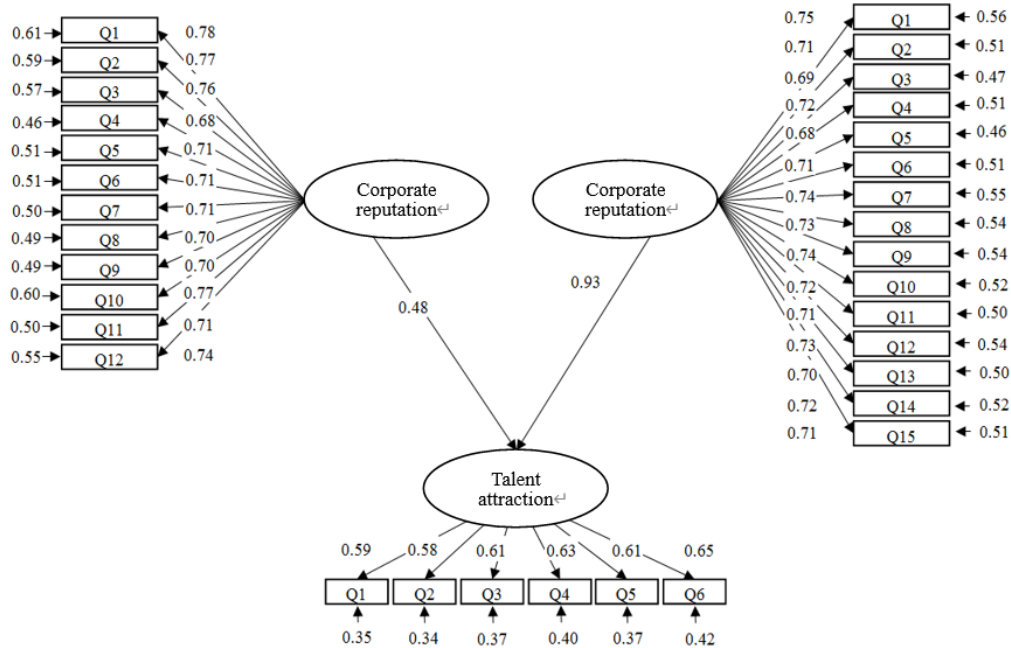 0.61 Q1 0.78
0.59 Q2 0.77
0.57 Q3 0.76
0.46 Q4 0.68
0.51 Q5 0.71
0.51 Q6 0.71
0.50 Q7 0.71
0.49 Q8 0.70
0.49 Q9 0.70
0.60 Q10 0.77
0.50 Q11 0.71
0.55 Q12 0.74
Corporate
reputation↵
Corporate
reputation↵
0.75 Q1 0.56
0.71 Q2 0.51
0.69 Q3 0.47
0.72 Q4 0.51
0.68 Q5 0.46
0.71 Q6 0.51
0.74 Q7 0.55
0.73 Q8 0.54
0.74 Q9 0.54
0.72 Q10 0.52
0.71 Q11 0.50
0.73 Q12 0.54
0.70 Q13 0.50
0.72 Q14 0.52
0.71 Q15 0.51
0.48
0.93
Talent
attraction↵
0.59 0.58 0.61 0.63 0.61 0.65
Q1 Q2 Q3 Q4 Q5 Q6
0.35 0.34 0.37 0.40 0.37 0.42